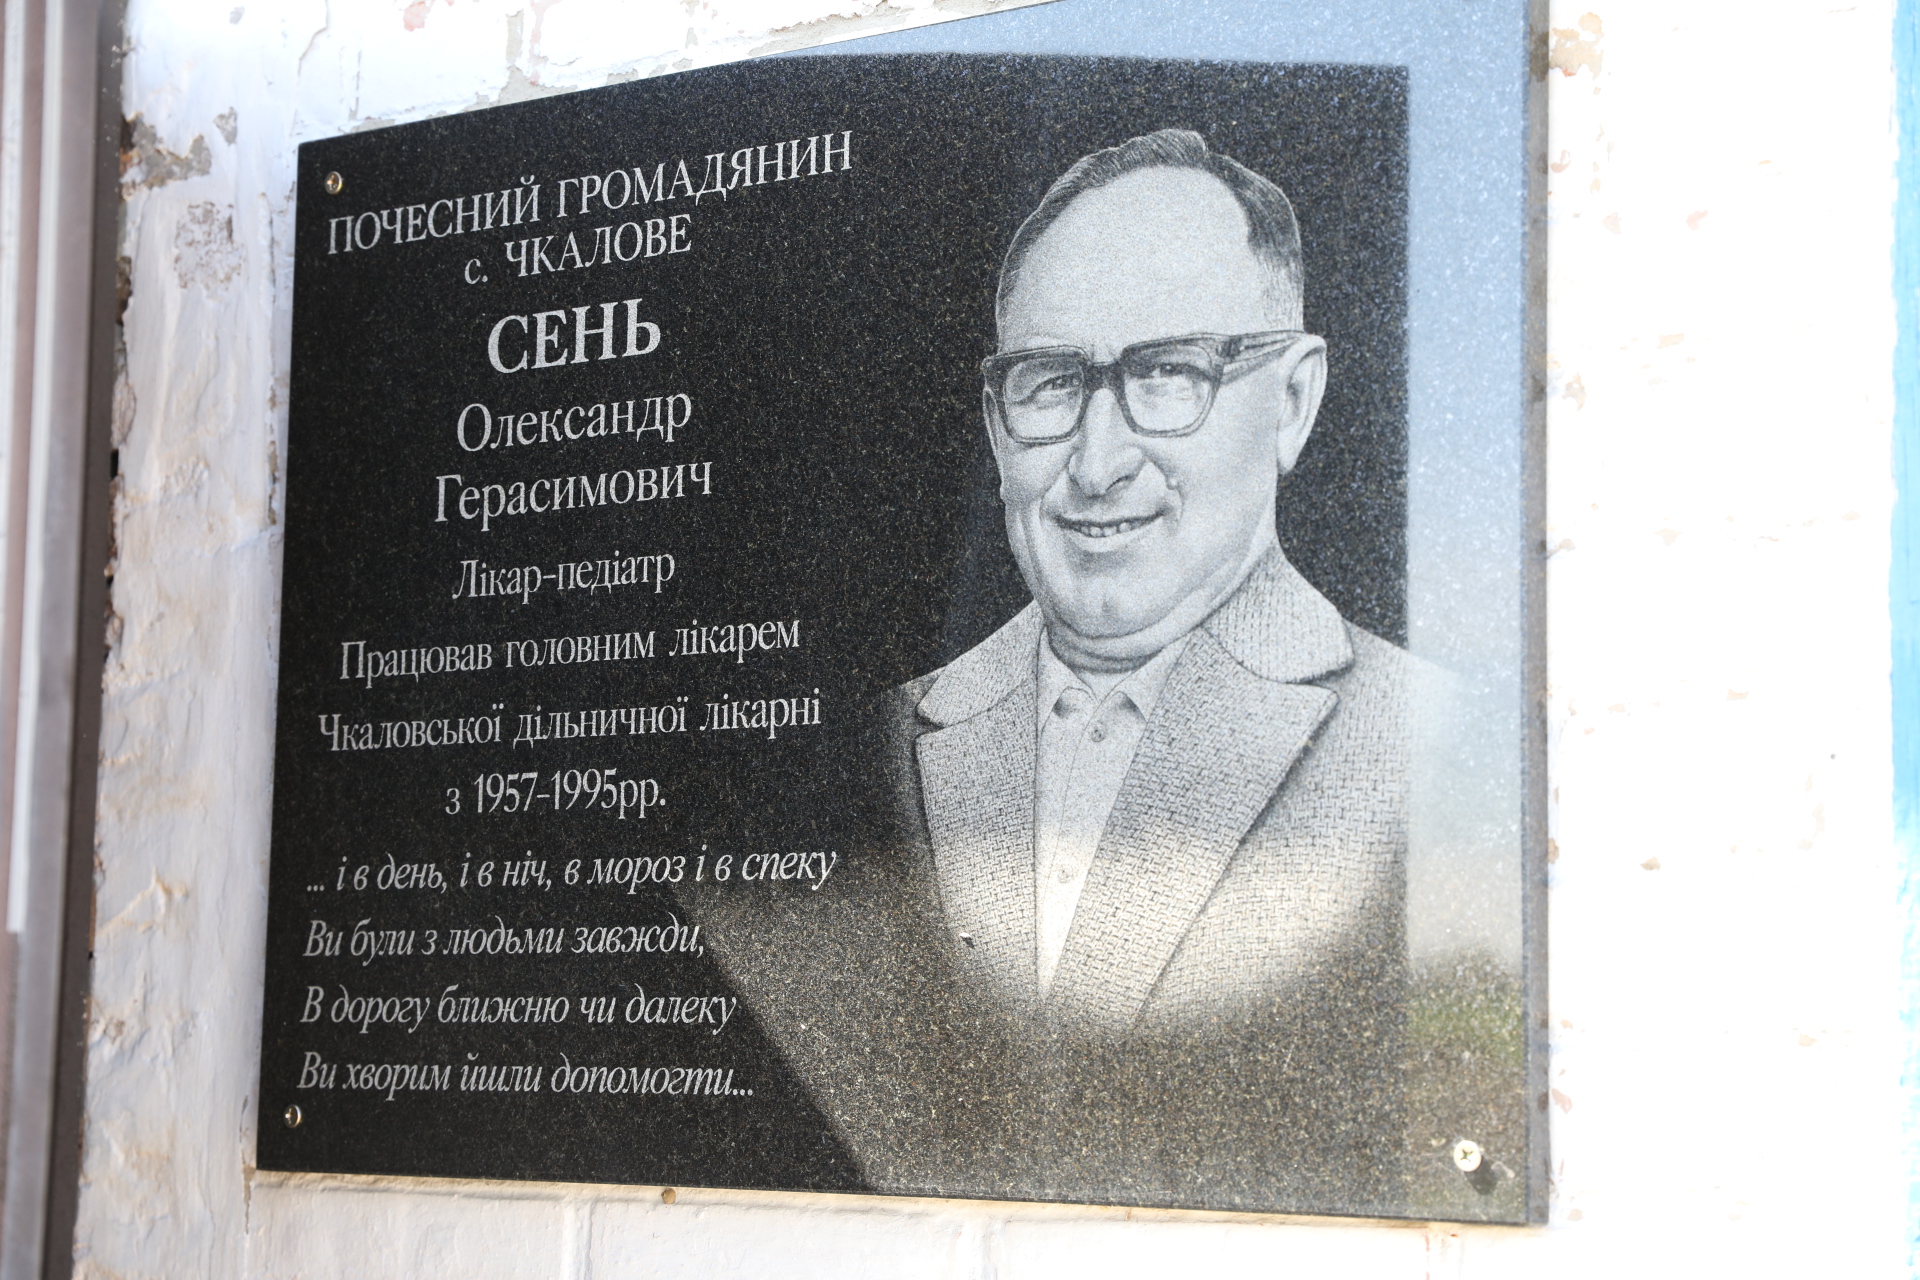 ПОЧЕСНИЙ ГРОМАДЯНИН
с. ЧКАЛОВЕ
СЕНЬ
Олександр
Герасимович
Лікар-педіатр
Працював головним лікарем
Чкаловської дільничної лікарні
з 1957-1995рр.
... і в день, і в ніч, в мороз і в спеку
Ви були з людьми завжди,
В дорогу ближню чи далеку
Ви хворим йшли допомогти...